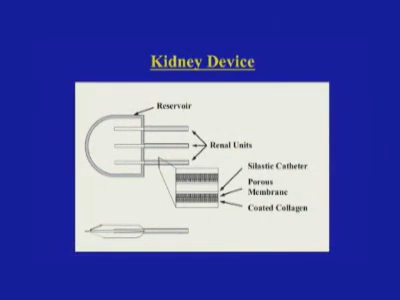 Kidney Device
Reservoir
Renal Units
Silastic Catheter
Porous
Membrane
Coated Collagen